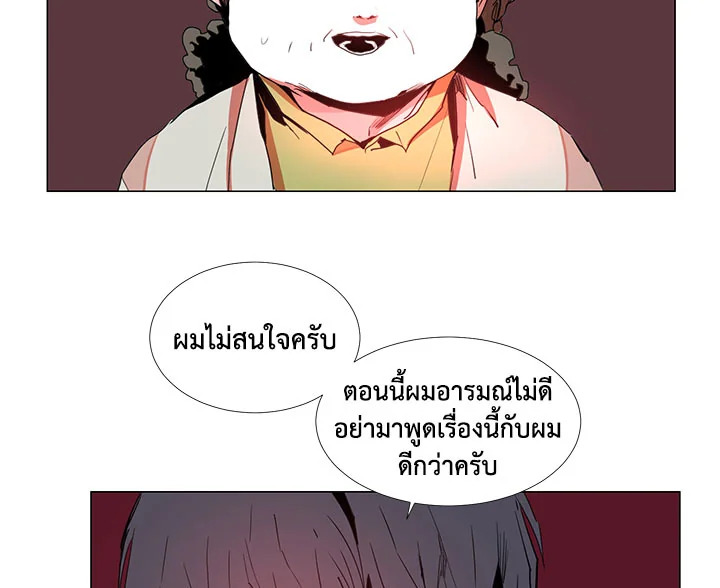 ผมไม่สนใจครับ
ตอนนี้ผมอารมณ์ไม่ดี
อย่ามาพูดเรื่องนี้กับผม
ดีกว่าครับ